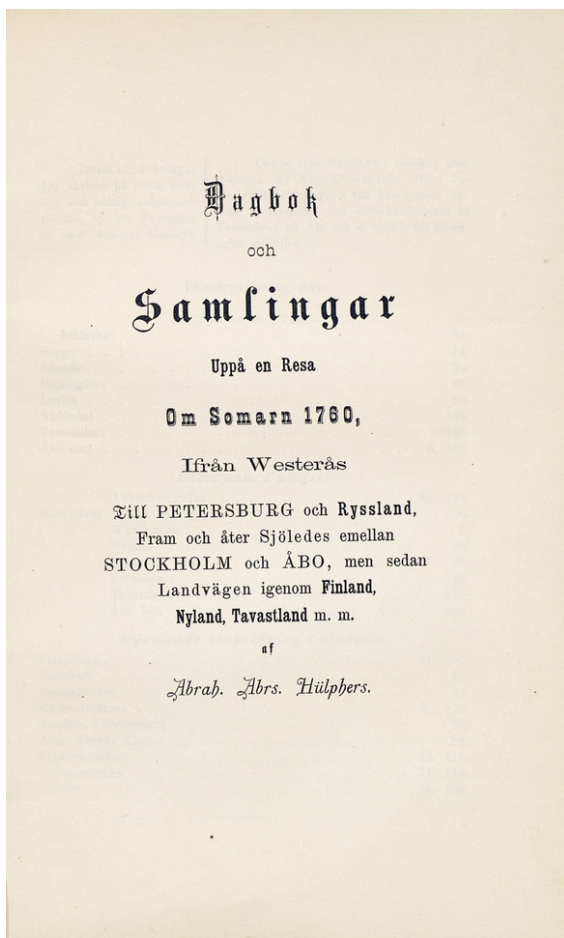 Dagbok
och
Samlingar
Uppå en Resa
Om Somarn 1760,
Ifrån Westerås
Till PETERSBURG och Ryssland,
Fram och åter Sjöledes emellan
STOCKHOLM och ÅBO, men sedan
Landvägen igenom Finland,
Nyland, Tavastland m. m.
af
Abrah. Abrs. Hülphers.